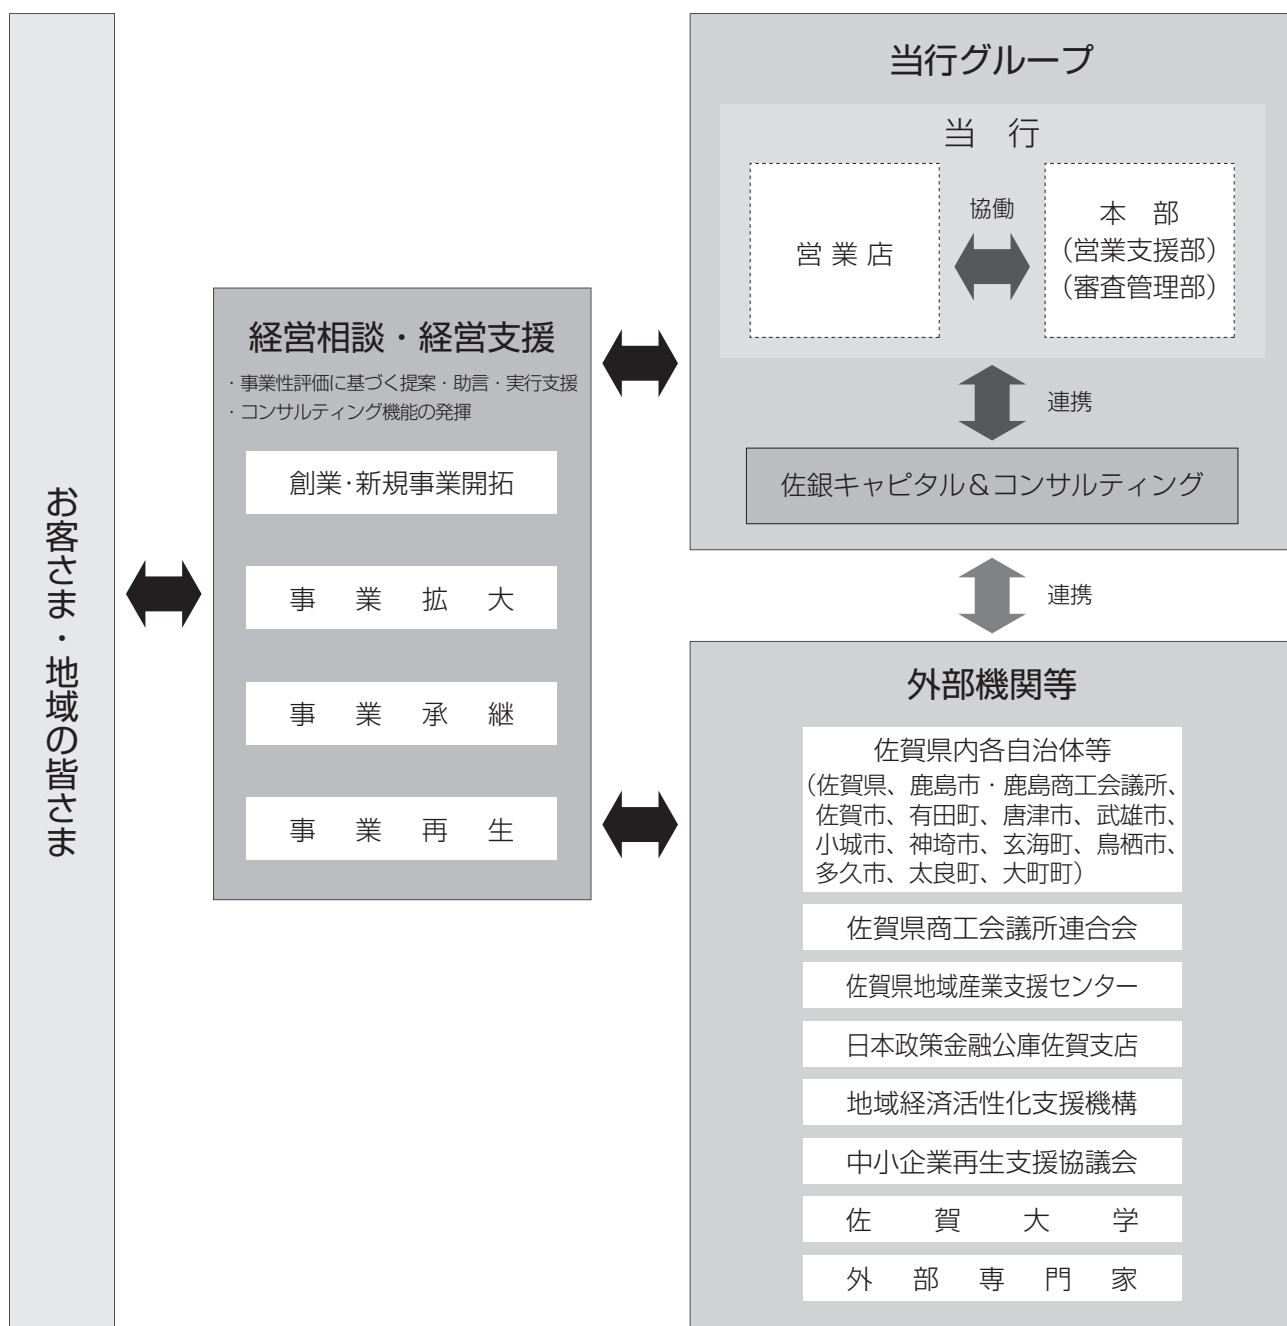 お客さま・地域の皆さま
経営相談・経営支援
・事業性評価に基づく提案・助言・実行支援
・コンサルティング機能の発揮
創業・新規事業開拓
事業拡大
事業承継
事業再生
当行グループ
当 行
営業店
協働
本 部
（営業支援部）
（審査管理部）
連携
佐銀キャピタル＆コンサルティング
連携
外部機関等
佐賀県内各自治体等
（佐賀県、鹿島市・鹿島商工会議所、
佐賀市、有田町、唐津市、武雄市、
小城市、神埼市、玄海町、鳥栖市、
多久市、太良町、大町町）
佐賀県商工会議所連合会
佐賀県地域産業支援センター
日本政策金融公庫佐賀支店
地域経済活性化支援機構
中小企業再生支援協議会
佐賀大学
外部専門家